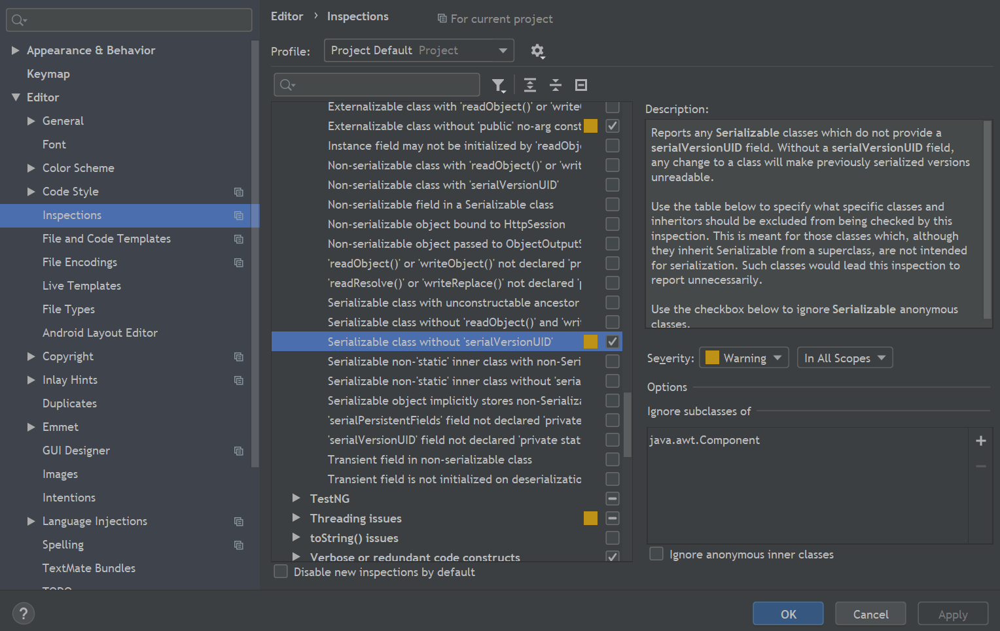 Appearance & Behavior
Keymap
Editor
General
Font
Color Scheme
Code Style
Inspections
File and Code Templates
File Encodings
Live Templates
File Types
Android Layout Editor
Copyright
Inlay Hints
Duplicates
Emmet
GUI Designer
Images
Intentions
Language Injections
Spelling
TextMate Bundles
TODO
Editor › Inspections
For current project
Profile:
Project Default Project
Externalizable class with 'readObject()' or 'write
Externalizable class without 'public' no-arg const
Instance field may not be initialized by 'readObj
Non-serializable class with 'readObject()' or 'writ
Non-serializable class with 'serialVersionUID'
Non-serializable field in a Serializable class
Non-serializable object bound to HttpSession
Non-serializable object passed to ObjectOutputS
'readObject()' or 'writeObject()' not declared 'pr
'readResolve()' or 'writeReplace()' not declared 'p
Serializable class with unconstructable ancestor
Serializable class without 'readObject()' and 'wri
Serializable class without 'serialVersionUID'
Serializable non-'static' inner class with non-Seri
Serializable non-'static' inner class without 'seria
Serializable object implicitly stores non-Serializa
'serialPersistentFields' field not declared 'private
'serialVersionUID' field not declared 'private stat
Transient field in non-serializable class
Transient field is not initialized on deserializatio
TestNG
Threading issues
toString() issues
Verbose or redundant code constructs
Disable new inspections by default
Description:
Reports any Serializable classes which do not provide a
serialVersionUID field. Without a serialVersionUID field,
any change to a class will make previously serialized versions
unreadable.
Use the table below to specify what specific classes and
inheritors should be excluded from being checked by this
inspection. This is meant for those classes which, although
they inherit Serializable from a superclass, are not intended
for serialization. Such classes would lead this inspection to
report unnecessarily.
Use the checkbox below to ignore Serializable anonymous
classes.
Severity:
Warning
In All Scopes
Options
Ignore subclasses of
java.awt.Component
Ignore anonymous inner classes
?
OK
Cancel
Apply